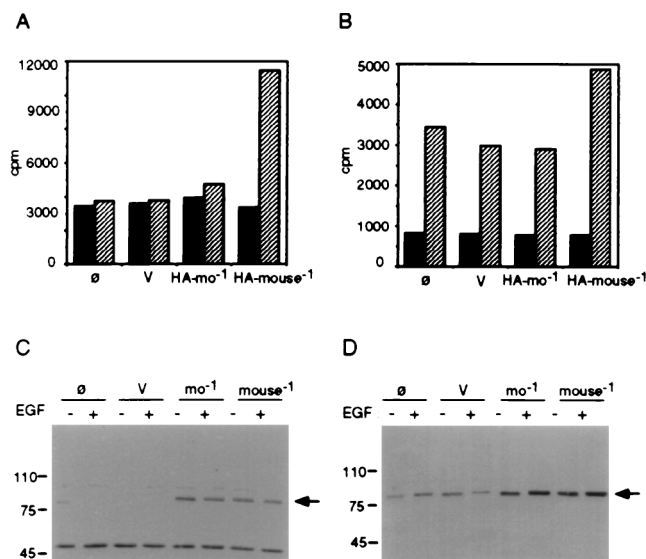 A
12000
9000
6000
3000
0
cpm
ø V HA-mo-1 HA-mouse-1
B
5000
4000
3000
2000
1000
0
cpm
ø V HA-mo-1 HA-mouse-1
C
ø V mo-1 mouse-1
EGF - + - + - + - +
110-
75-
45-
D
ø V mo-1 mouse-1
EGF - + - + - + - +
110-
75-
45-